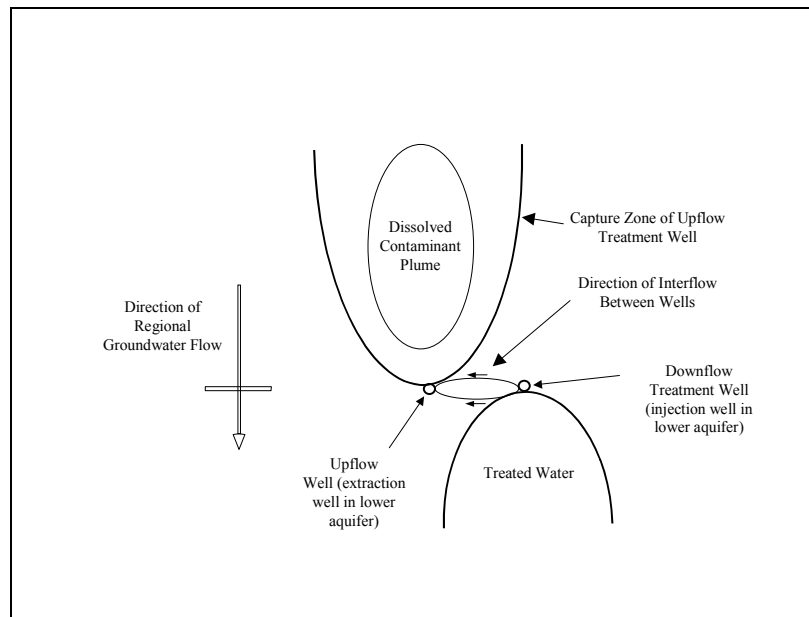 Dissolved
Contaminant
Plume
Capture Zone of Upflow
Treatment Well
Direction of Interflow
Between Wells
Direction of
Regional
Groundwater Flow
Downflow
Treatment Well
(injection well in
lower aquifer)
Upflow
Well (extraction
well in lower
aquifer)
Treated Water